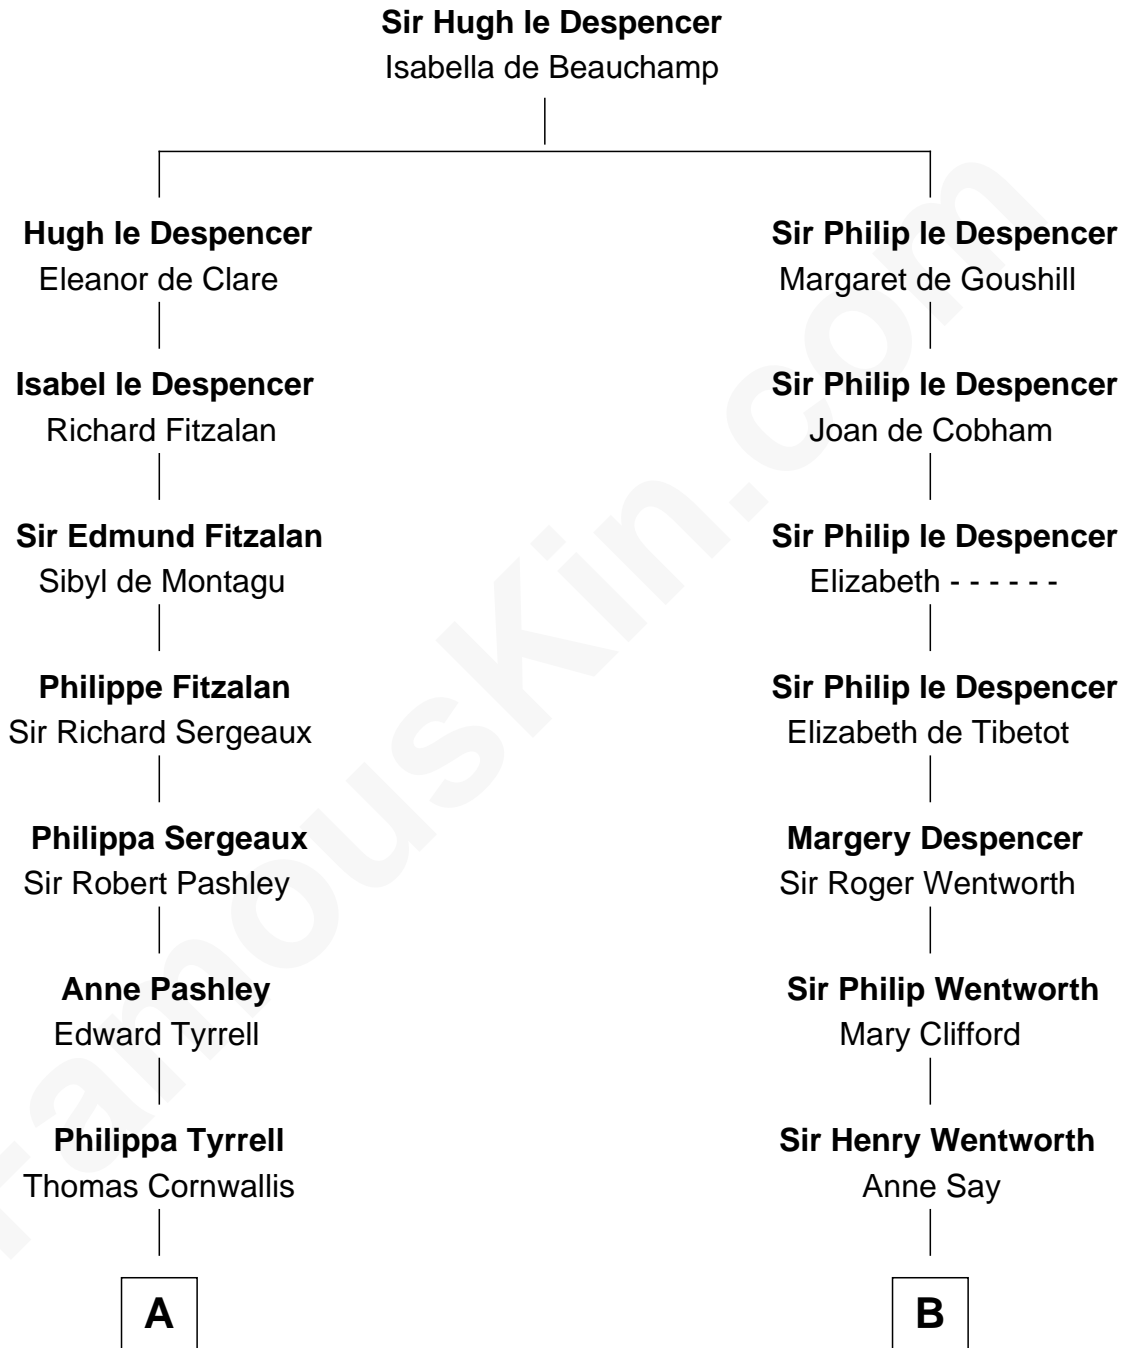 Sir Hugh le Despencer
Isabella de Beauchamp
Hugh le Despencer
Eleanor de Clare
Isabel le Despencer
Richard Fitzalan
Sir Edmund Fitzalan
Sibyl de Montagu
Philippe Fitzalan
Sir Richard Sergeaux
Philippa Sergeaux
Sir Robert Pashley
Anne Pashley
Edward Tyrrell
Philippa Tyrrell
Thomas Cornwallis
A
Sir Philip le Despencer
Margaret de Goushill
Sir Philip le Despencer
Joan de Cobham
Sir Philip le Despencer
Elizabeth - - - - - -
Sir Philip le Despencer
Elizabeth de Tibetot
Margery Despencer
Sir Roger Wentworth
Sir Philip Wentworth
Mary Clifford
Sir Henry Wentworth
Anne Say
B
FamousKin.com